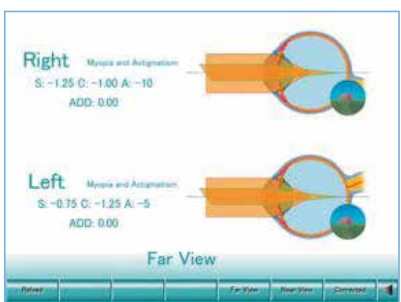 Right Myopia and Astigmatism
S: -1.25 C: -1.00 A: -10
ADD: 0.00
Left Myopia and Astigmatism
S: -0.75 C: -1.25 A: -5
ADD: 0.00
Far View
Reload Far View Near View Corrected